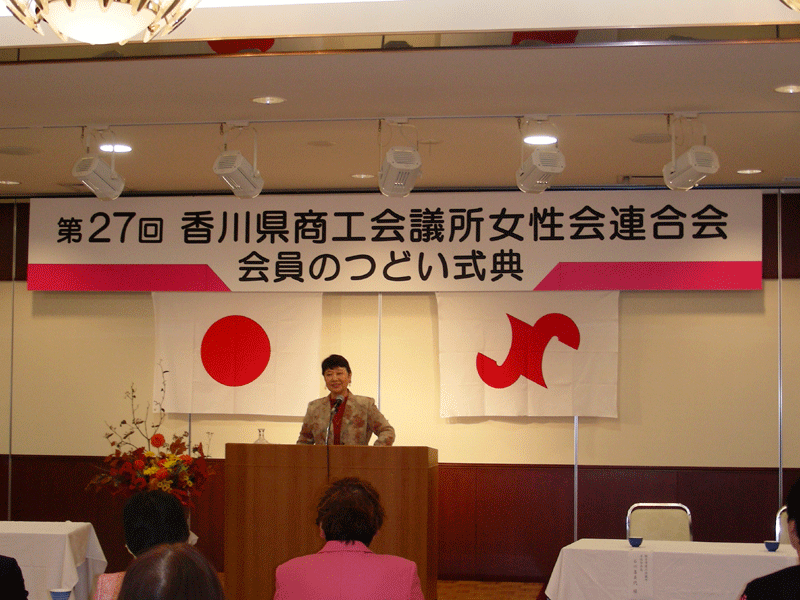 第27回 香川県商工会議所女性会連合会
会員のつどい式典